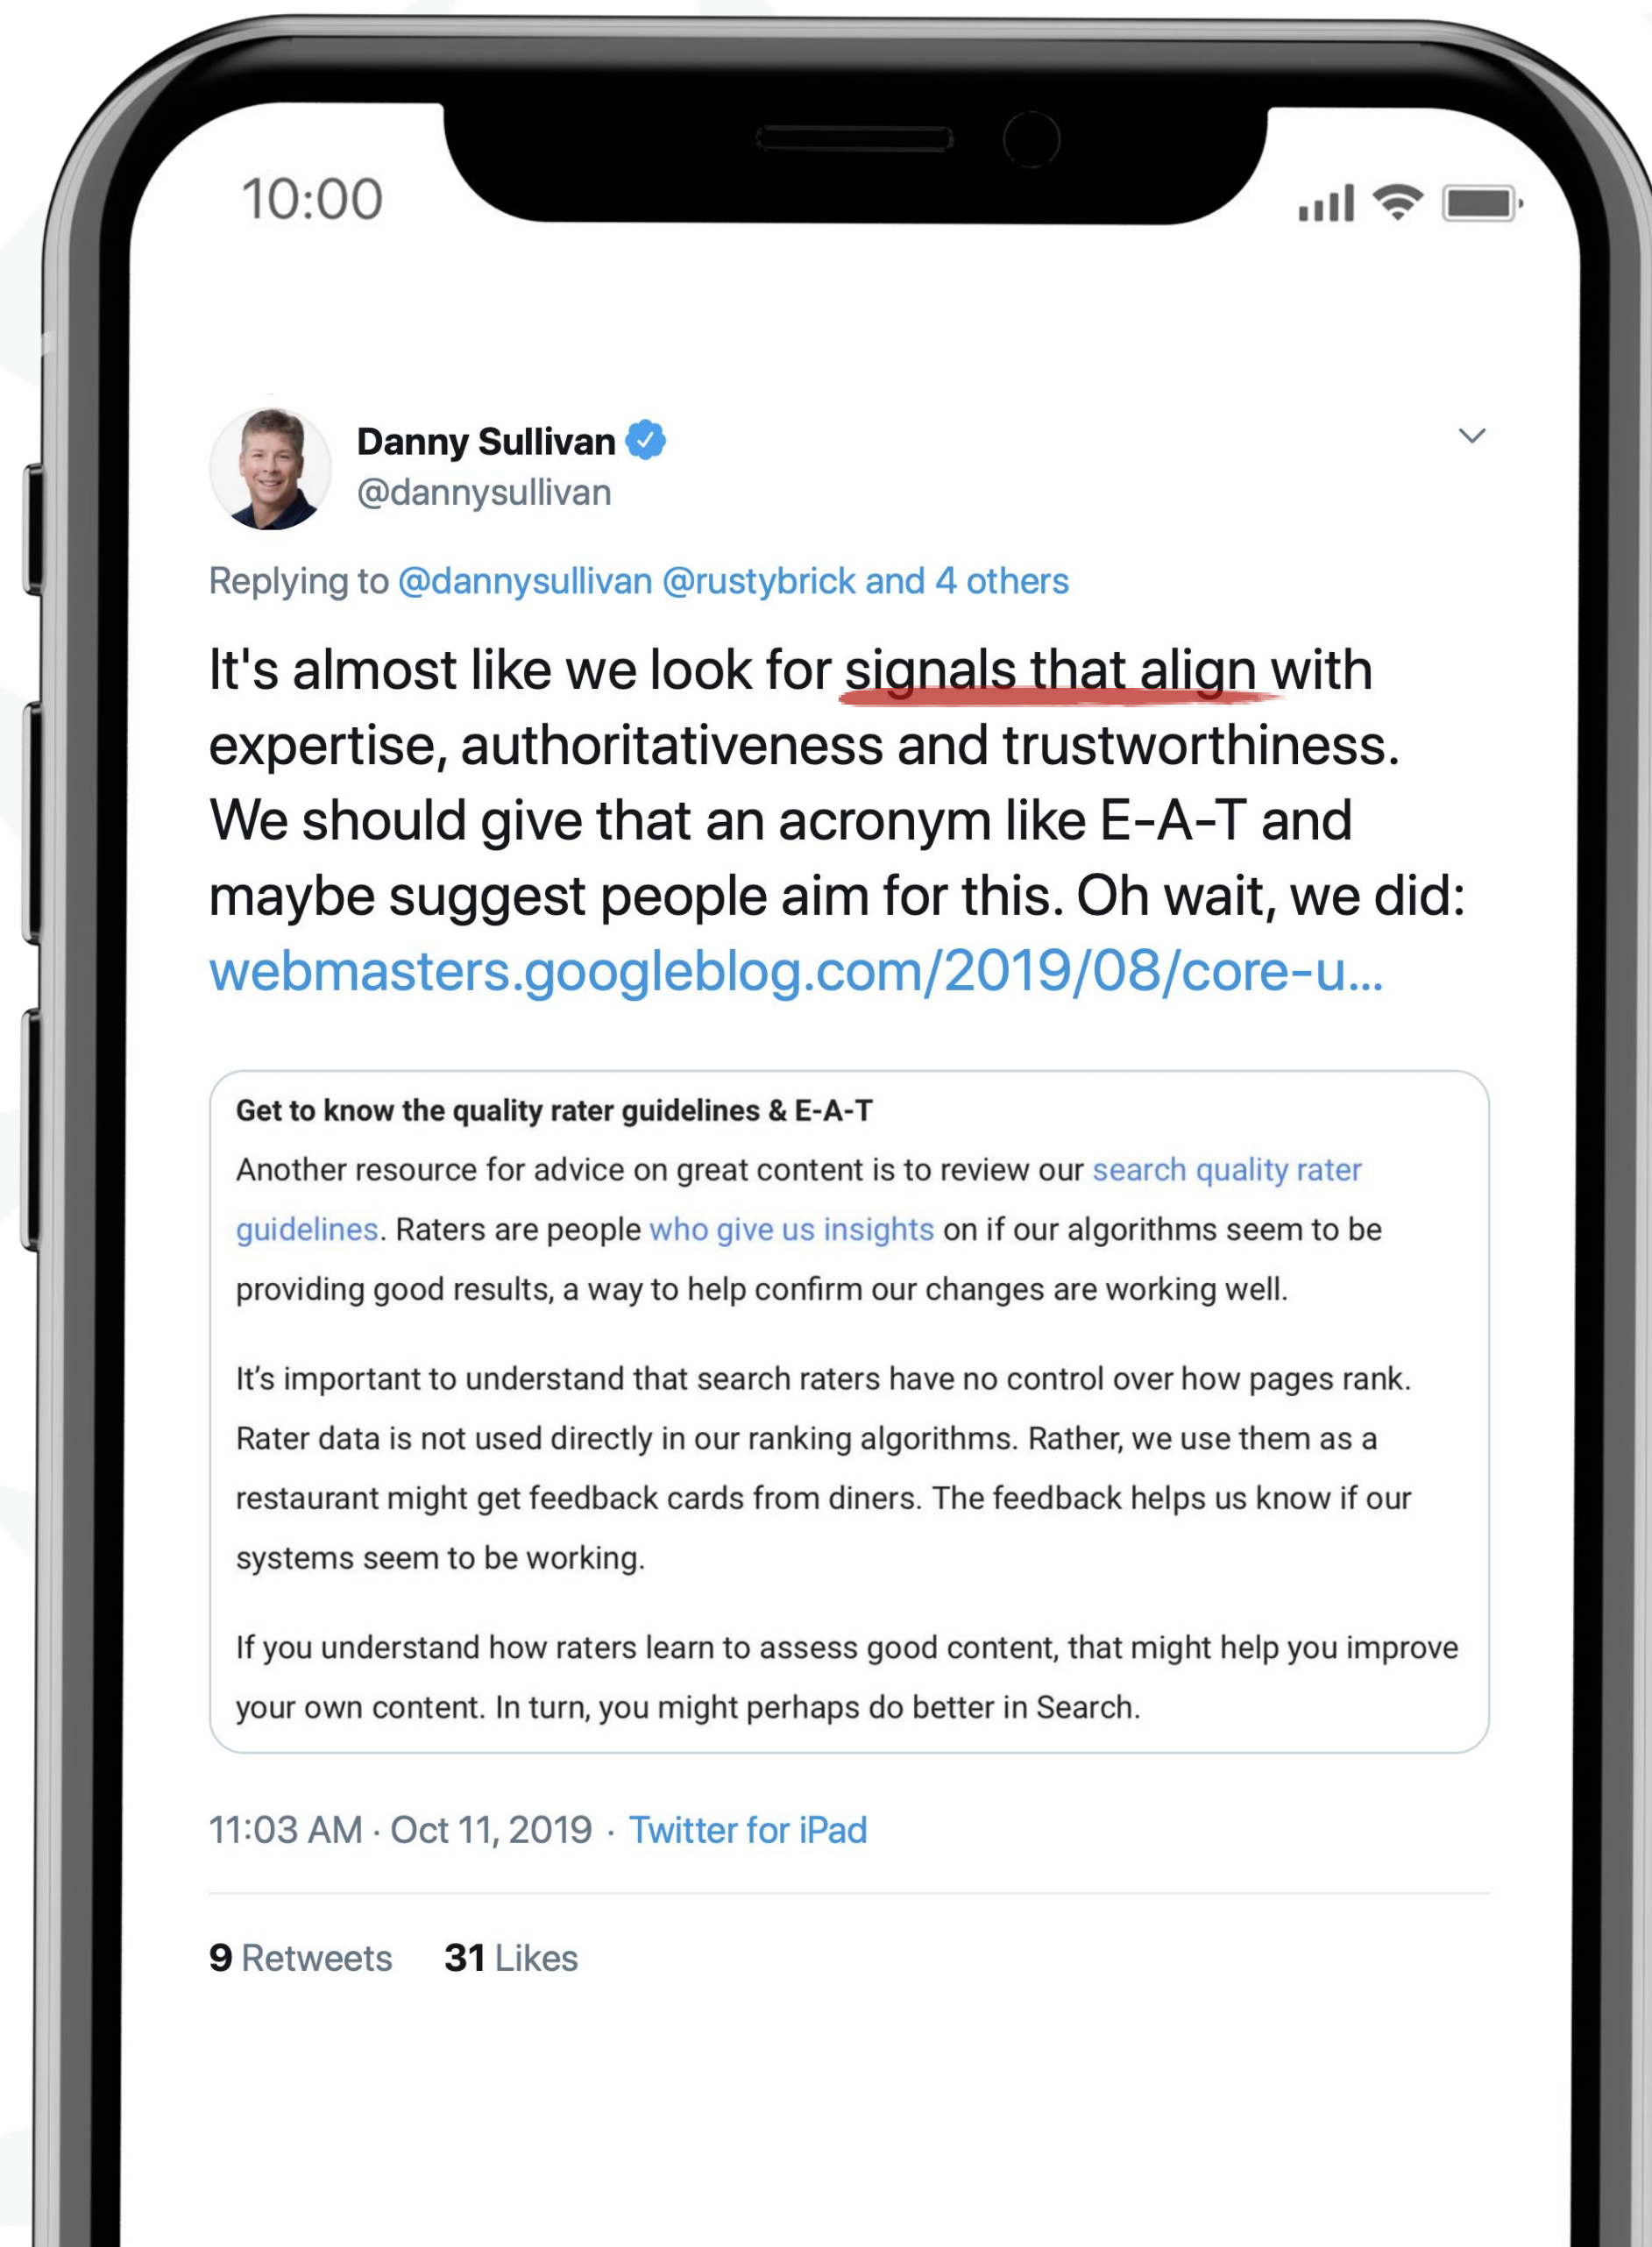 10:00
Danny Sullivan
@dannysullivan
Replying to @dannysullivan @rustybrick and 4 others
It's almost like we look for signals that align with
expertise, authoritativeness and trustworthiness.
We should give that an acronym like E-A-T and
maybe suggest people aim for this. Oh wait, we did:
webmasters.googleblog.com/2019/08/core-u...
Get to know the quality rater guidelines & E-A-T
Another resource for advice on great content is to review our search quality rater
guidelines. Raters are people who give us insights on if our algorithms seem to be
providing good results, a way to help confirm our changes are working well.
It’s important to understand that search raters have no control over how pages rank.
Rater data is not used directly in our ranking algorithms. Rather, we use them as a
restaurant might get feedback cards from diners. The feedback helps us know if our
systems seem to be working.
If you understand how raters learn to assess good content, that might help you improve
your own content. In turn, you might perhaps do better in Search.
11:03 AM · Oct 11, 2019 · Twitter for iPad
9 Retweets 31 Likes